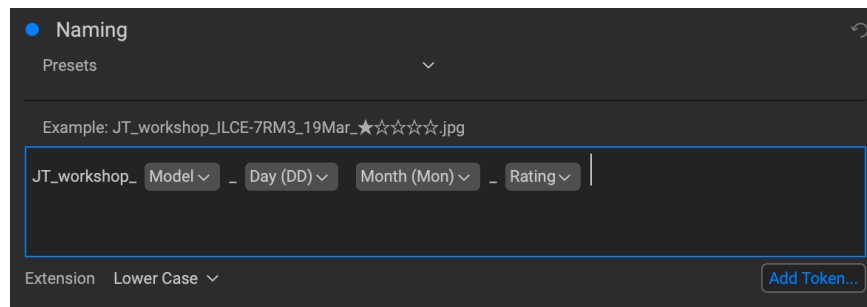 Naming
Presets
Example: JT_workshop_ILCE-7RM3_19Mar_★☆☆☆☆.jpg
JT_workshop_ Model _ Day (DD) Month (Mon) _ Rating
Extension Lower Case Add Token...